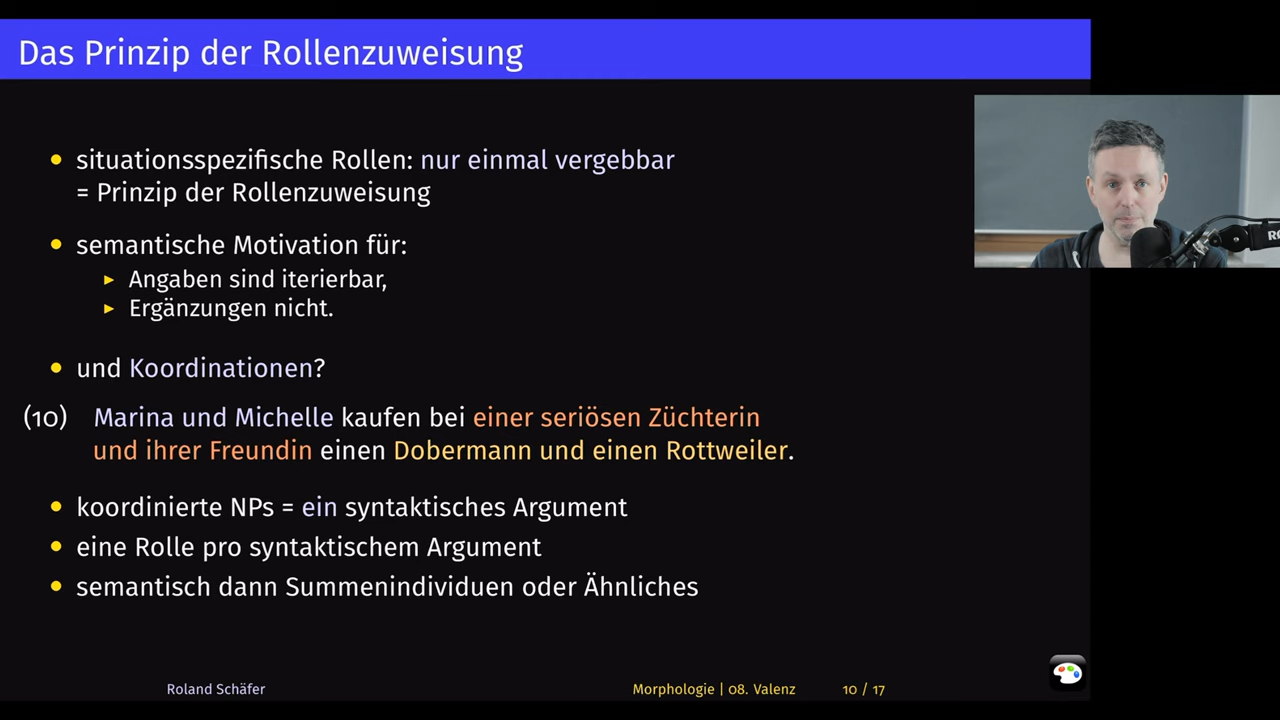 Das Prinzip der Rollenzuweisung
• situationsspezifische Rollen: nur einmal vergebbar
= Prinzip der Rollenzuweisung
• semantische Motivation für:
▸ Angaben sind iterierbar,
▸ Ergänzungen nicht.
• und Koordinationen?
(10) Marina und Michelle kaufen bei einer seriösen Züchterin
und ihrer Freundin einen Dobermann und einen Rottweiler.
• koordinierte NPs = ein syntaktisches Argument
• eine Rolle pro syntaktischem Argument
• semantisch dann Summenindividuen oder Ähnliches
Roland Schäfer Morphologie | 08. Valenz 10 / 17